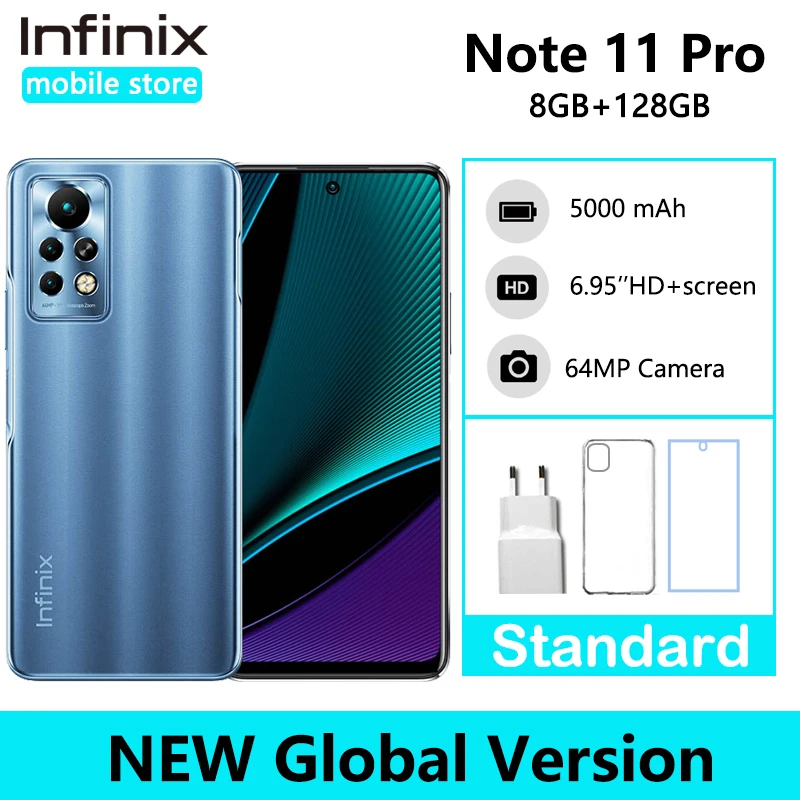 Infinix
mobile store
Note 11 Pro
8GB+128GB
5000 mAh
HD
6.95’’HD+screen
64MP Camera
Infinix
Standard
NEW Global Version